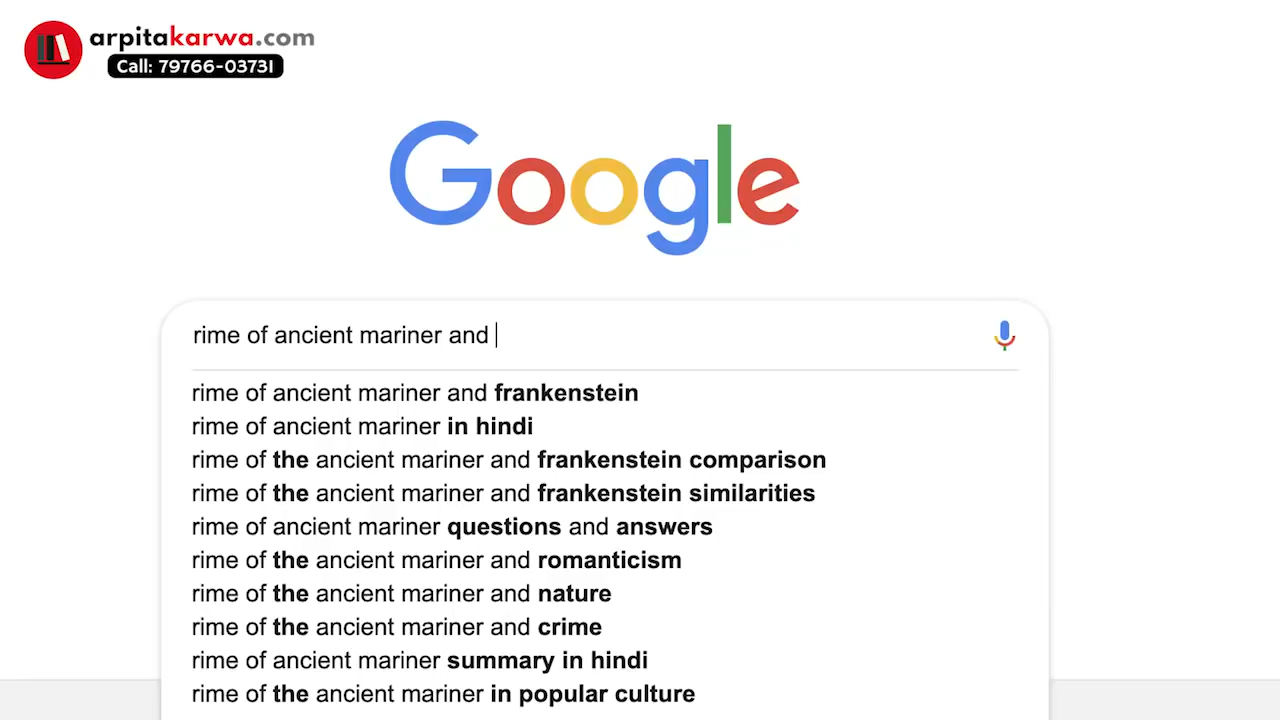 arpitakarwa.com
Call: 79766-03731
Google
rime of ancient mariner and
rime of ancient mariner and frankenstein
rime of ancient mariner in hindi
rime of the ancient mariner and frankenstein comparison
rime of the ancient mariner and frankenstein similarities
rime of ancient mariner questions and answers
rime of the ancient mariner and romanticism
rime of the ancient mariner and nature
rime of the ancient mariner and crime
rime of ancient mariner summary in hindi
rime of the ancient mariner in popular culture